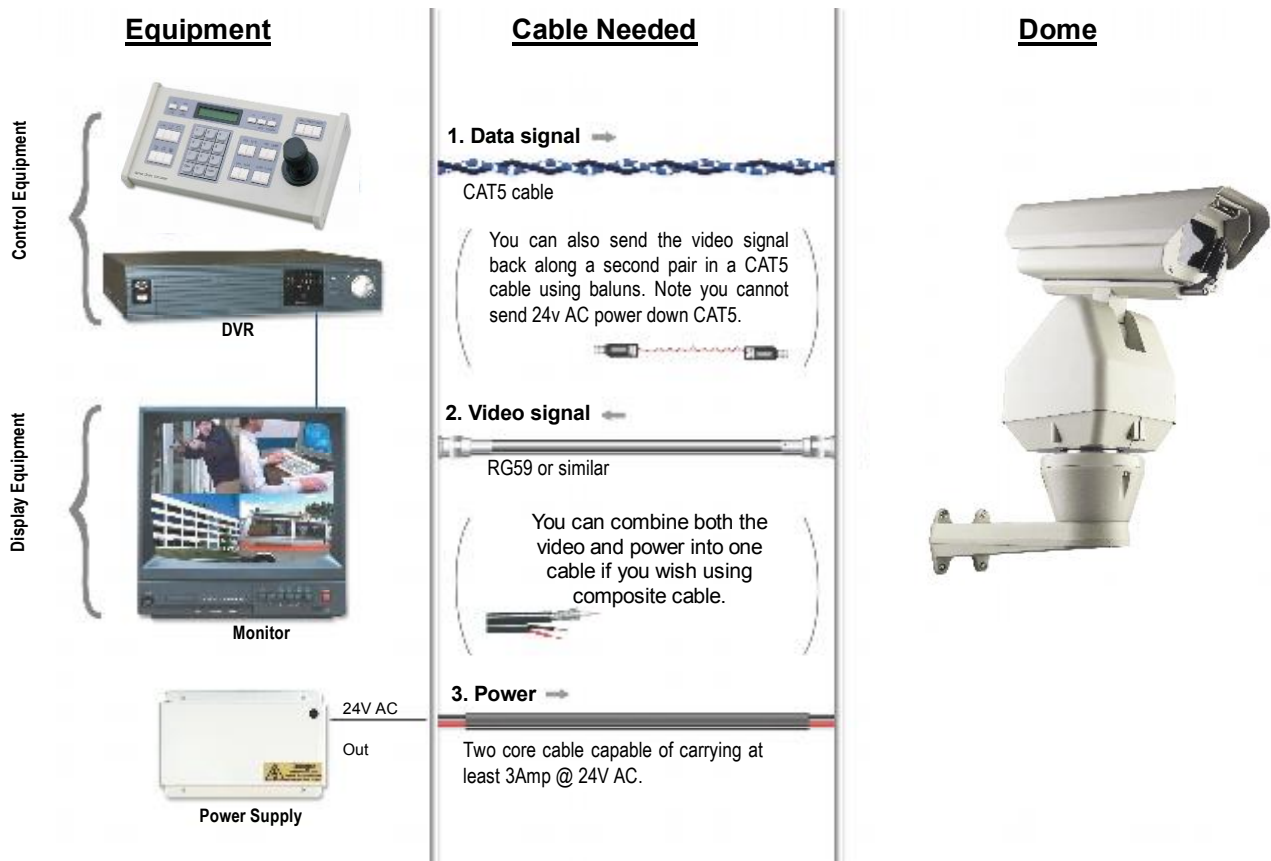 Equipment
Cable Needed
Dome
Control Equipment
1. Data signal
CAT5 cable
You can also send the video signal
back along a second pair in a CAT5
cable using baluns. Note you cannot
send 24v AC power down CAT5.
DVR
Display Equipment
2. Video signal
RG59 or similar
You can combine both the
video and power into one
cable if you wish using
composite cable.
Monitor
3. Power
24V AC
Out
Two core cable capable of carrying at
least 3Amp @ 24V AC.
Power Supply